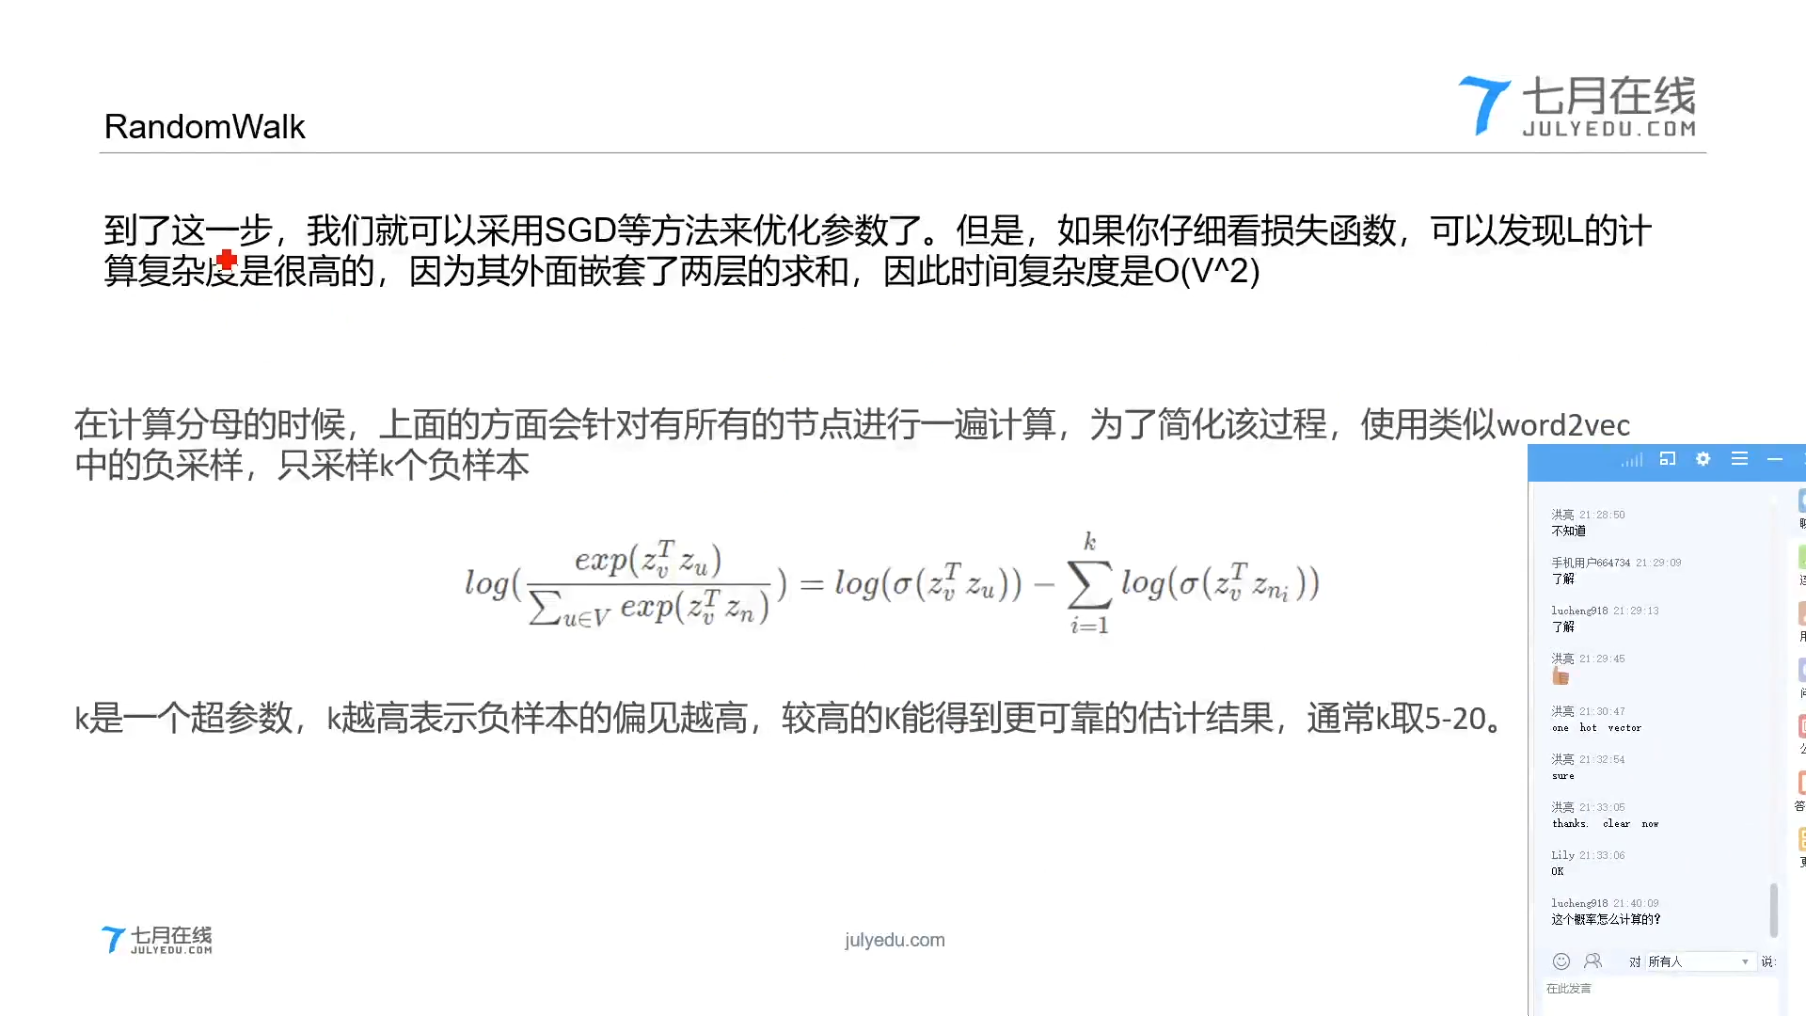 七月在线
JULYEDU.COM
RandomWalk
到了这一步，我们就可以采用SGD等方法来优化参数了。但是，如果你仔细看损失函数，可以发现L的计
算复杂度是很高的，因为其外面嵌套了两层的求和，因此时间复杂度是O(V^2)
在计算分母的时候，上面的方面会针对有所有的节点进行一遍计算，为了简化该过程，使用类似word2vec
中的负采样，只采样k个负样本
log(\frac{exp(z_v^T z_u)}{\sum_{u∈V} exp(z_v^T z_n)}) = log(σ(z_v^T z_u)) − \sum_{i=1}^{k} log(σ(z_v^T z_{n_i}))
k是一个超参数，k越高表示负样本的偏见越高，较高的K能得到更可靠的估计结果，通常k取5-20。
洪亮 21:28:50
不知道
手机用户664734 21:29:09
了解
lucheng918 21:29:13
了解
洪亮 21:29:45
洪亮 21:30:47
one hot vector
洪亮 21:32:54
sure
洪亮 21:33:05
thanks. clear now
Lily 21:33:06
OK
lucheng918 21:40:09
这个概率怎么计算的?
对 所有人 说:
在此发言
七月在线
JULYEDU.COM
julyedu.com